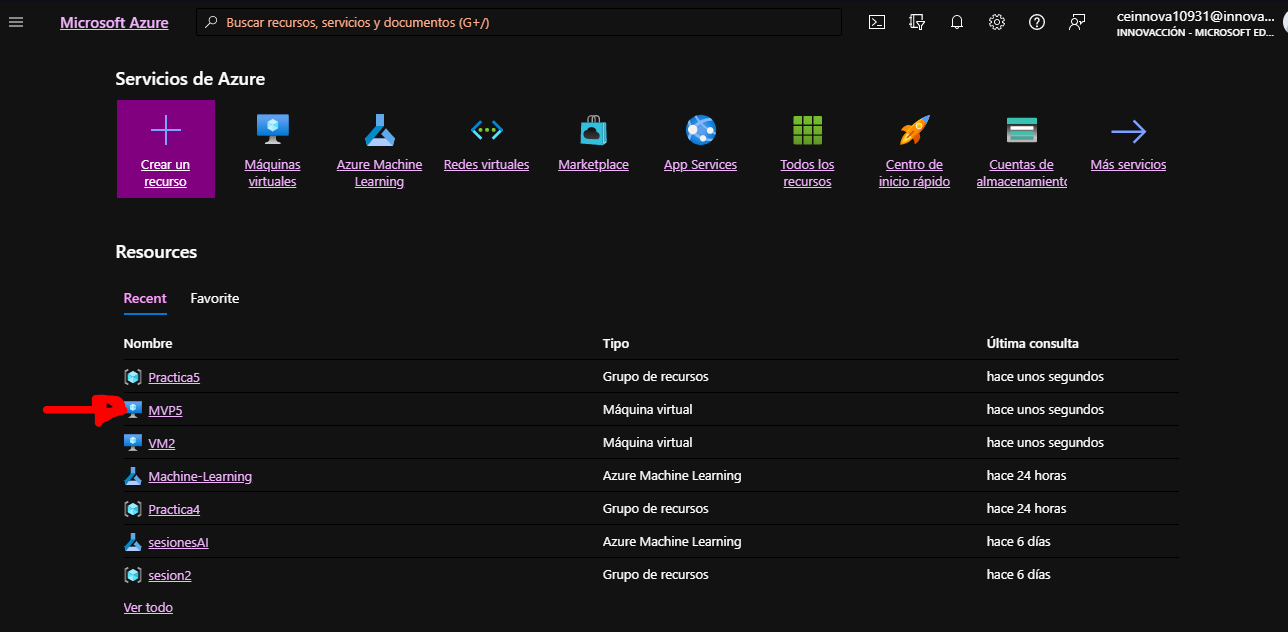 Microsoft Azure
Buscar recursos, servicios y documentos (G+/)
ceinnova10931@innova...
INNOVACCIÓN - MICROSOFT ED...
Servicios de Azure
Crear un
recurso
Máquinas
virtuales
Azure Machine
Learning
Redes virtuales
Marketplace
App Services
Todos los
recursos
Centro de
inicio rápido
Cuentas de
almacenamiento
Más servicios
Resources
Recent Favorite
Nombre Tipo Última consulta
Practica5 Grupo de recursos hace unos segundos
MVP5 Máquina virtual hace unos segundos
VM2 Máquina virtual hace unos segundos
Machine-Learning Azure Machine Learning hace 24 horas
Practica4 Grupo de recursos hace 24 horas
sesionesAI Azure Machine Learning hace 6 días
sesion2 Grupo de recursos hace 6 días
Ver todo